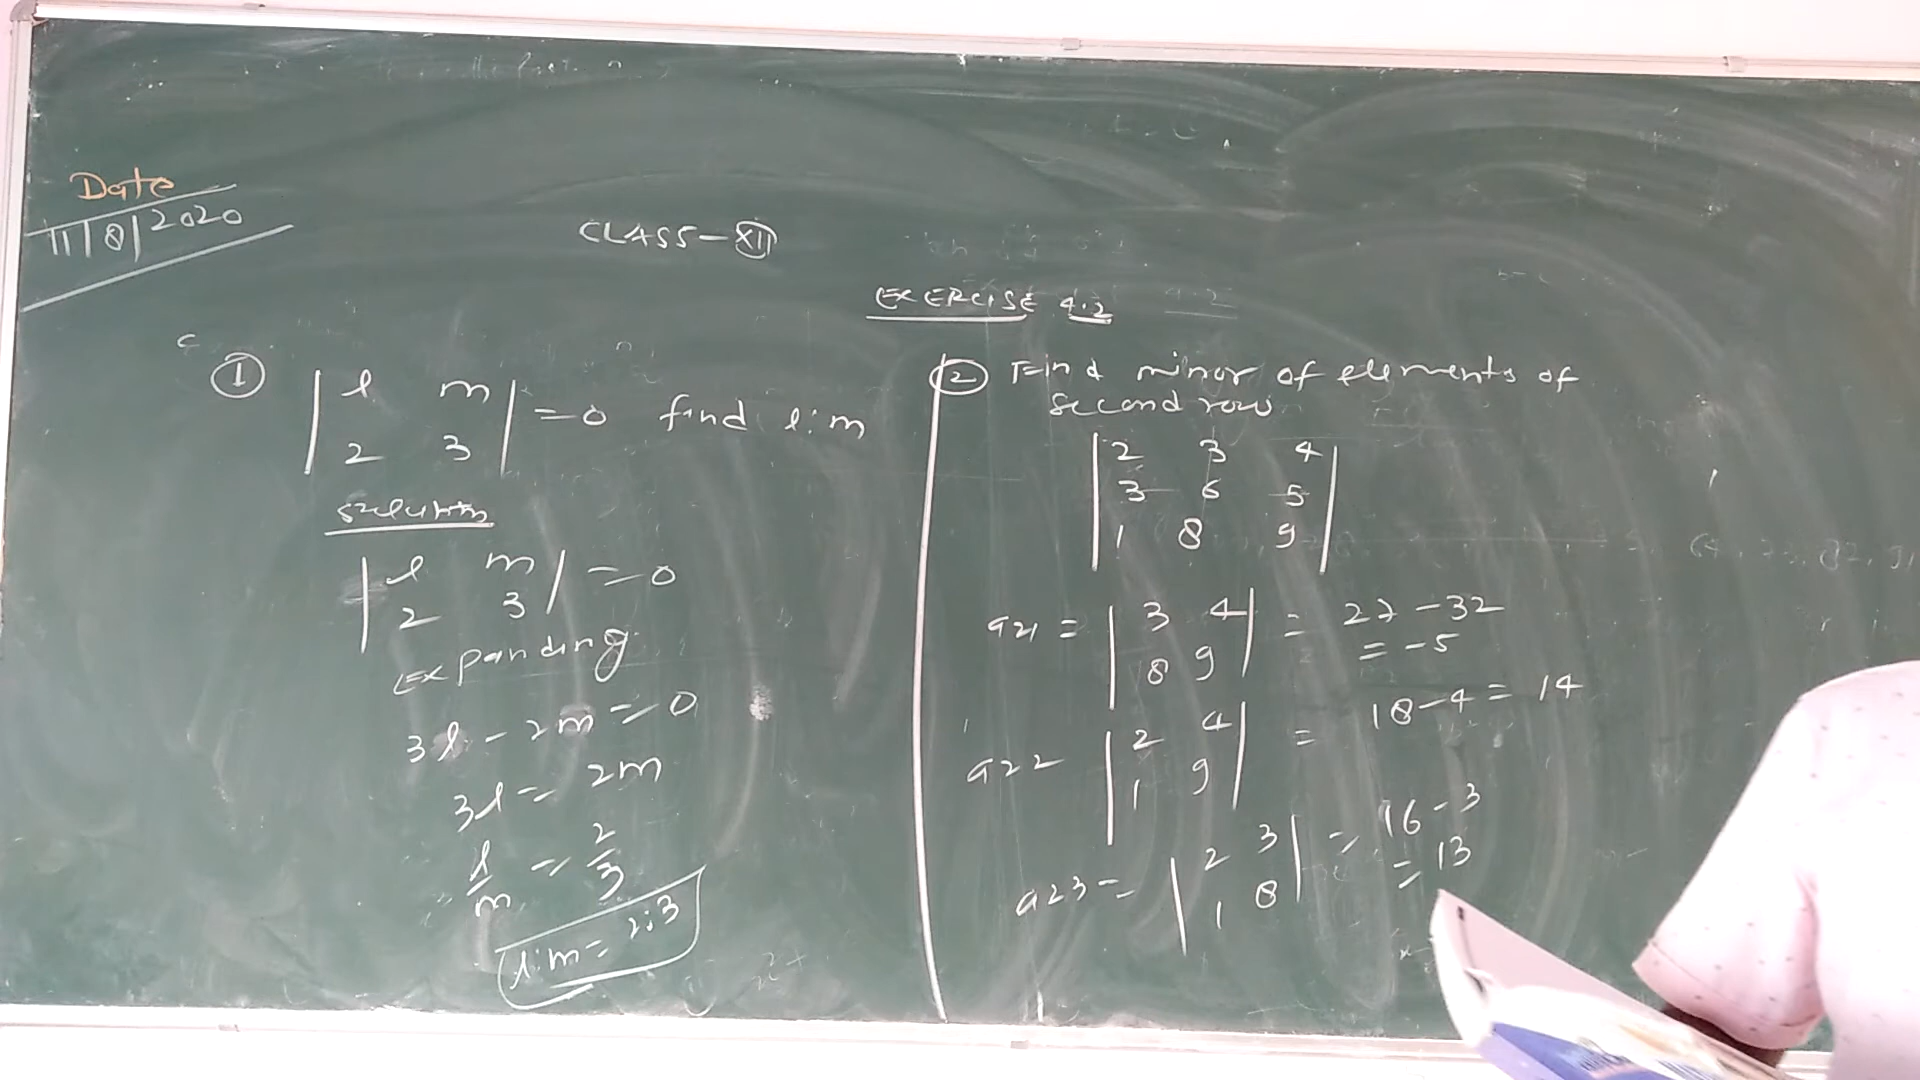 Date
11/8/2020
CLASS-XII
EXERCISE 4.2
① | l m |
| 2 3 | =0 find l:m
Solution
| l m | =0
| 2 3 |
Expanding
3l - 2m = 0
3l = 2m
l/m = 2/3
l:m = 2:3
② Find minor of elements of
second row
| 2 3 4 |
| 3 6 5 |
| 1 8 9 |
a21 = | 3 4 | = 27-32
| 8 9 | = -5
a22 | 2 4 | = 18-4 = 14
| 1 9 |
a23 = | 2 3 | = 16-3
| 1 8 | = 13